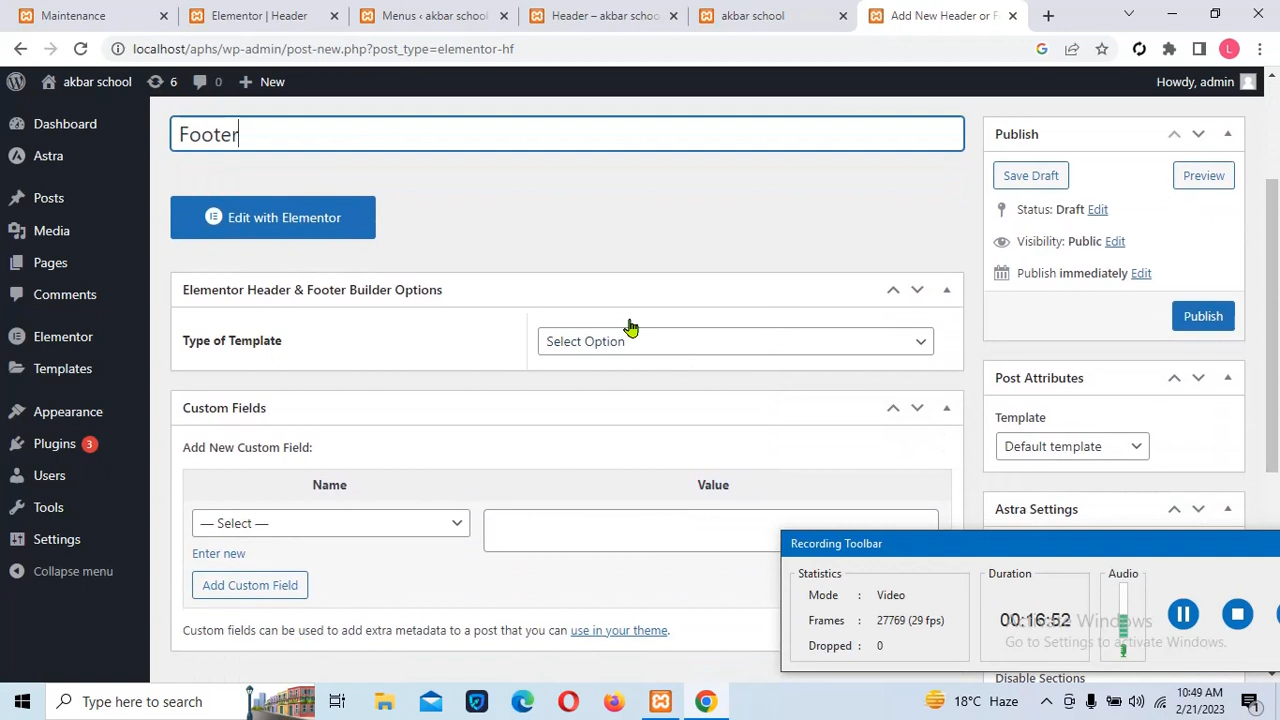 Maintenance
Elementor | Header
Menus ‹ akbar school
Header – akbar schoo
akbar school
Add New Header or F
localhost/aphs/wp-admin/post-new.php?post_type=elementor-hf
L
akbar school
6
0
New
Howdy, admin
Dashboard
Astra
Posts
Media
Pages
Comments
Elementor
Templates
Appearance
Plugins 3
Users
Tools
Settings
Collapse menu
Footer
Edit with Elementor
Elementor Header & Footer Builder Options
Type of Template
Select Option
Custom Fields
Add New Custom Field:
Name
Value
— Select —
Enter new
Add Custom Field
Custom fields can be used to add extra metadata to a post that you can use in your theme.
Publish
Save Draft
Preview
Status: Draft Edit
Visibility: Public Edit
Publish immediately Edit
Publish
Post Attributes
Template
Default template
Astra Settings
Recording Toolbar
Statistics
Mode : Video
Frames : 27769 (29 fps)
Dropped : 0
Duration
00:16:52
Audio
Activate Windows
Go to Settings to activate Windows.
Disable Sections
Type here to search
18°C Haze
10:49 AM
2/21/2023
1